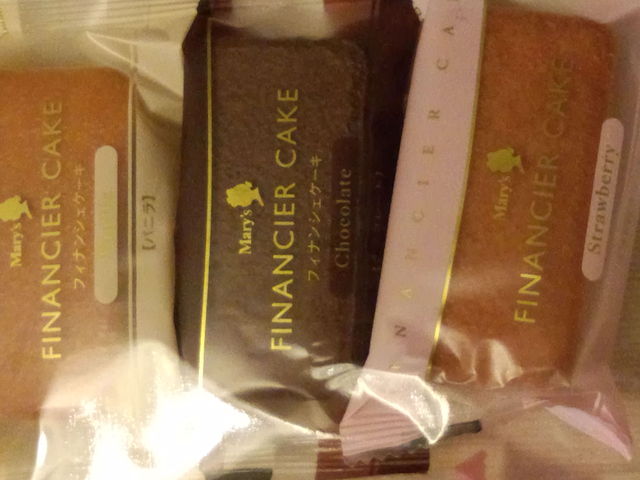 Mary's
FINANCIER CAKE
フィナンシェケーキ
【バニラ】
Mary's
FINANCIER CAKE
フィナンシェケーキ
Chocolate
NANCIER CA
Mary's
FINANCIER CAKE
Strawberry